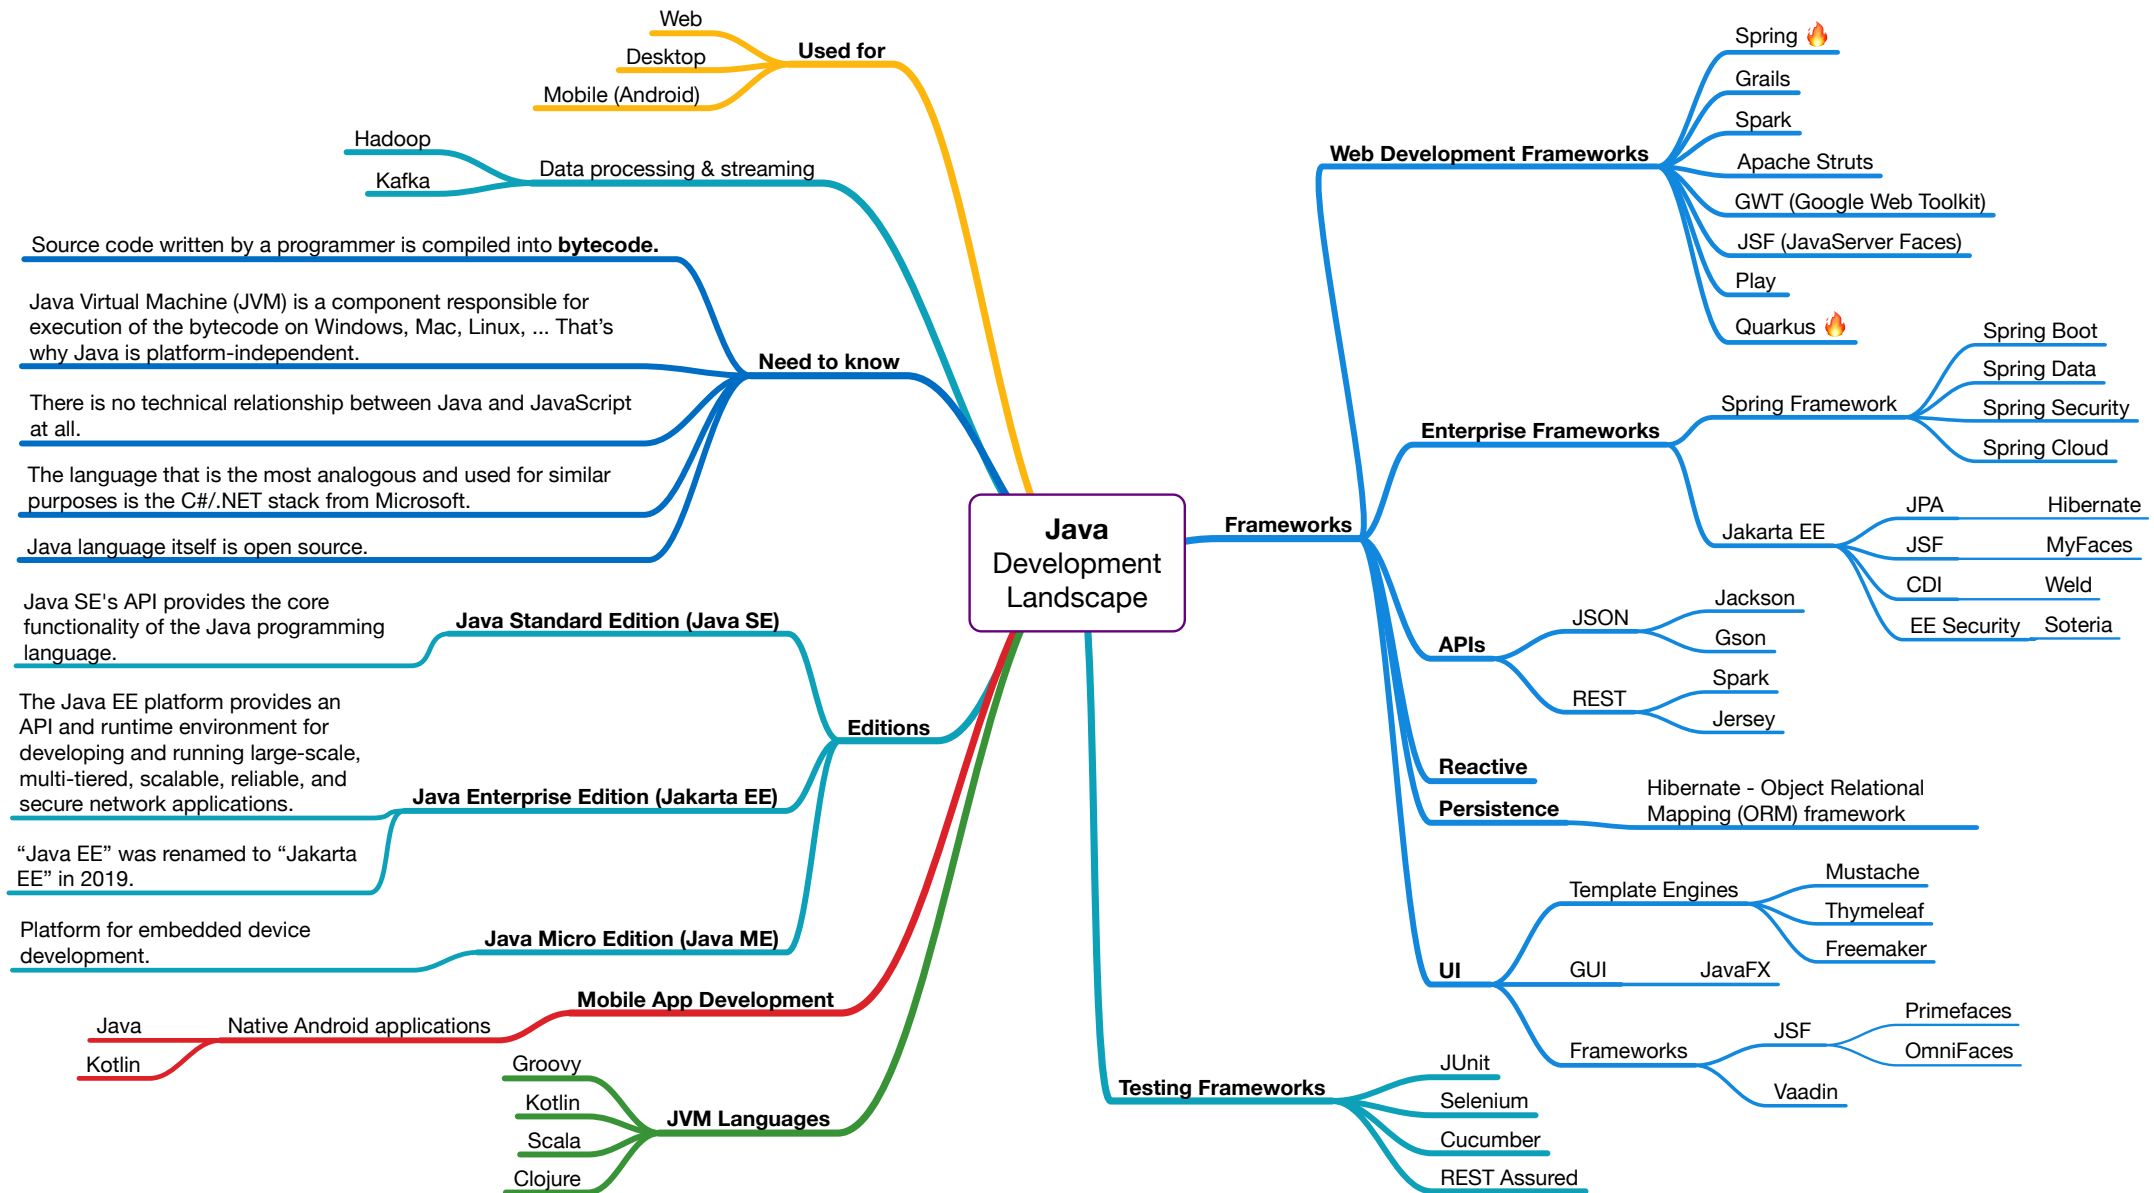 Java
Development
Landscape
Used for
Web
Desktop
Mobile (Android)
Data processing & streaming
Hadoop
Kafka
Need to know
Source code written by a programmer is compiled into bytecode.
Java Virtual Machine (JVM) is a component responsible for
execution of the bytecode on Windows, Mac, Linux, ... That's
why Java is platform-independent.
There is no technical relationship between Java and JavaScript
at all.
The language that is the most analogous and used for similar
purposes is the C#/.NET stack from Microsoft.
Java language itself is open source.
Editions
Java Standard Edition (Java SE)
Java SE's API provides the core
functionality of the Java programming
language.
Java Enterprise Edition (Jakarta EE)
The Java EE platform provides an
API and runtime environment for
developing and running large-scale,
multi-tiered, scalable, reliable, and
secure network applications.
“Java EE” was renamed to “Jakarta
EE” in 2019.
Java Micro Edition (Java ME)
Platform for embedded device
development.
Mobile App Development
Native Android applications
Java
Kotlin
JVM Languages
Groovy
Kotlin
Scala
Clojure
Frameworks
Web Development Frameworks
Spring 🔥
Grails
Spark
Apache Struts
GWT (Google Web Toolkit)
JSF (JavaServer Faces)
Play
Quarkus 🔥
Enterprise Frameworks
Spring Framework
Spring Boot
Spring Data
Spring Security
Spring Cloud
Jakarta EE
JPA
Hibernate
JSF
MyFaces
CDI
Weld
EE Security
Soteria
APIs
JSON
Jackson
Gson
REST
Spark
Jersey
Reactive
Persistence
Hibernate - Object Relational
Mapping (ORM) framework
UI
Template Engines
Mustache
Thymeleaf
Freemaker
GUI
JavaFX
Frameworks
JSF
Primefaces
OmniFaces
Vaadin
Testing Frameworks
JUnit
Selenium
Cucumber
REST Assured